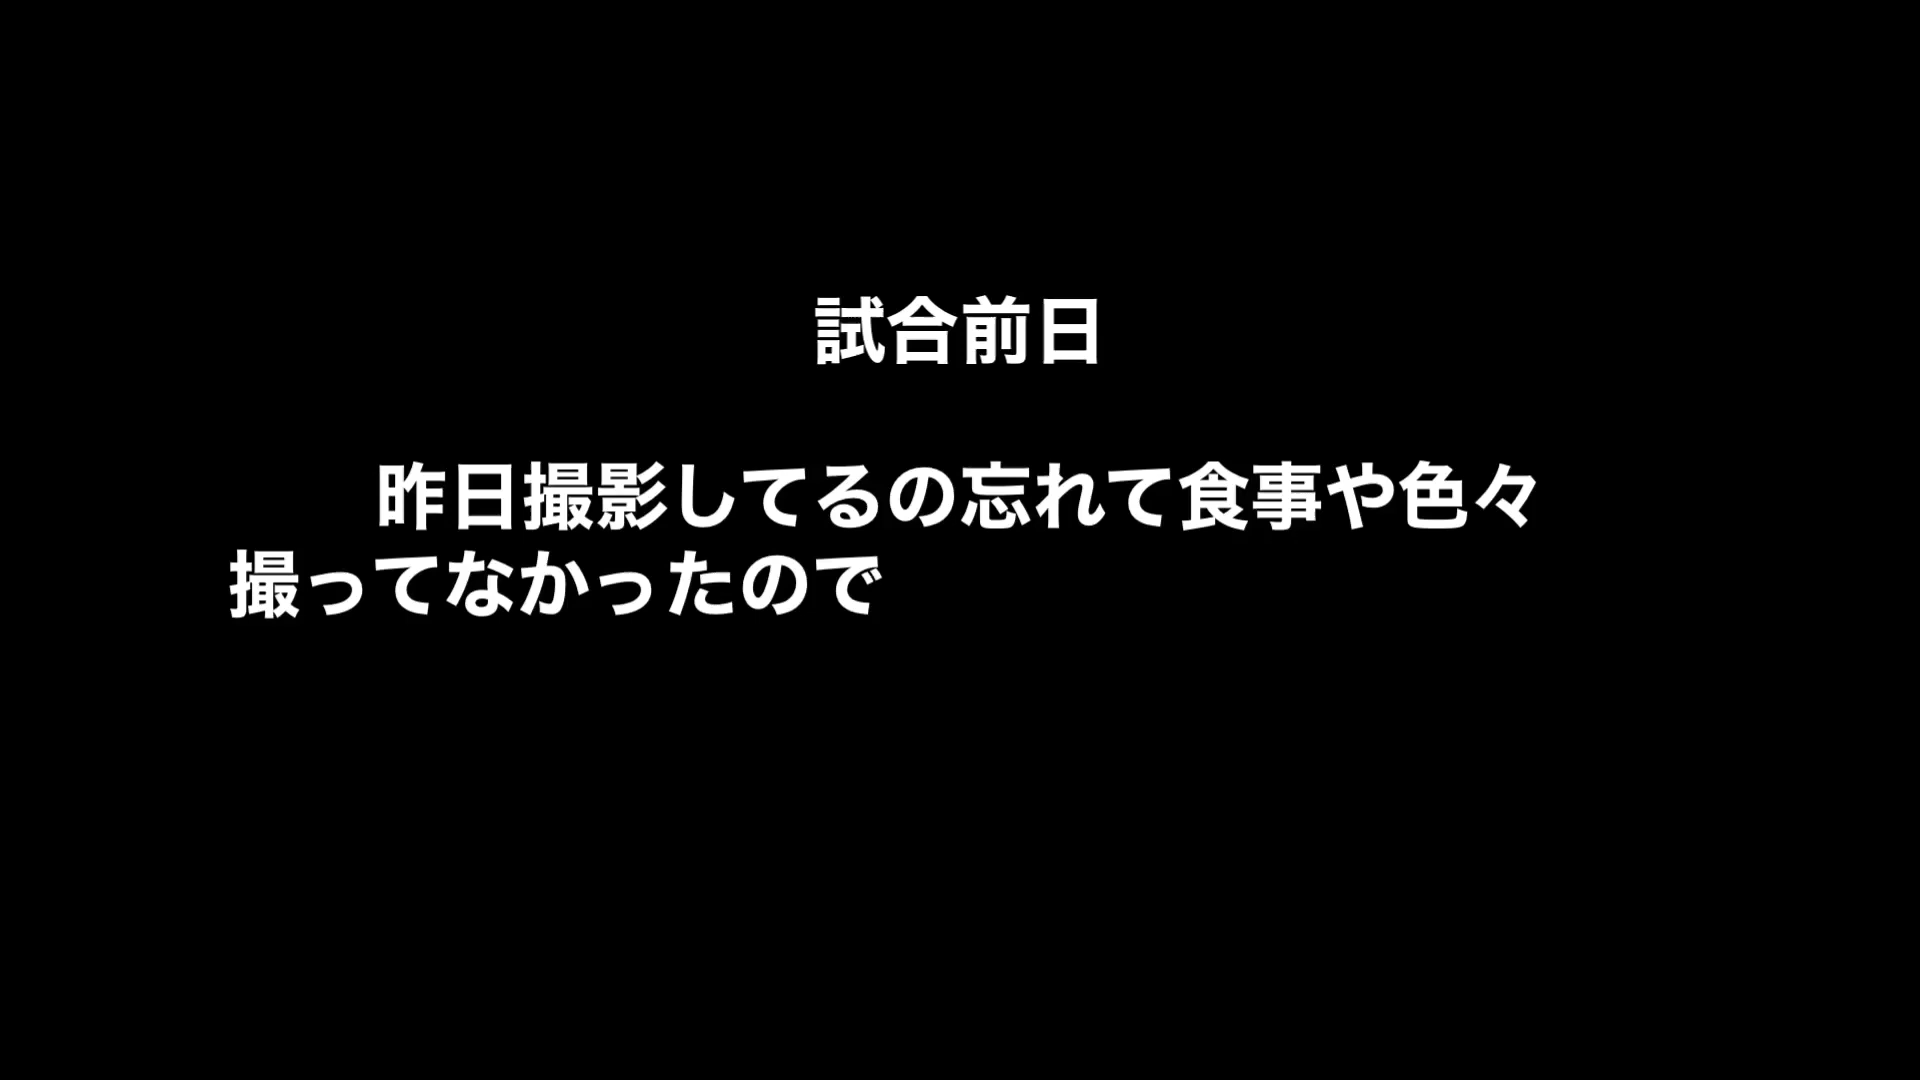 試合前日
昨日撮影してるの忘れて食事や色々
撮ってなかったので